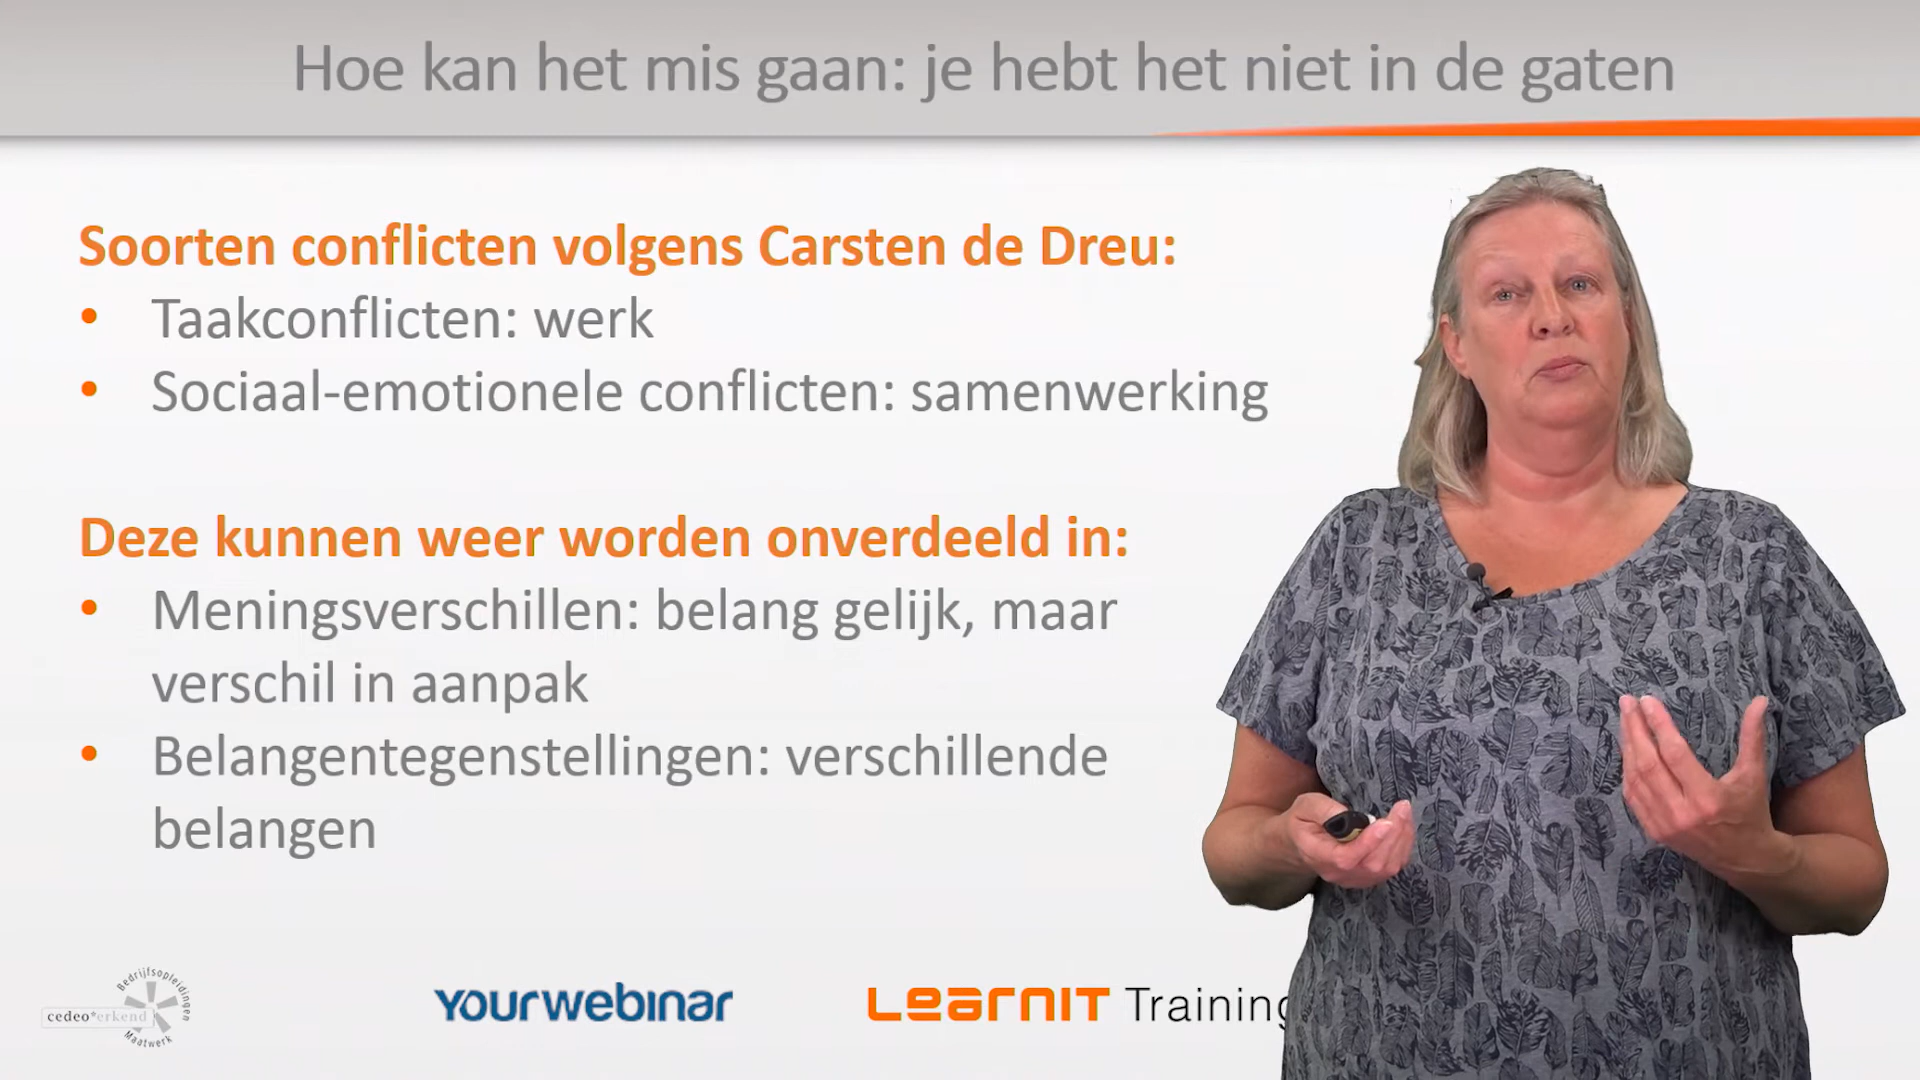 Hoe kan het mis gaan: je hebt het niet in de gaten
Soorten conflicten volgens Carsten de Dreu:
• Taakconflicten: werk
• Sociaal-emotionele conflicten: samenwerking
Deze kunnen weer worden onverdeeld in:
• Meningsverschillen: belang gelijk, maar
verschil in aanpak
• Belangentegenstellingen: verschillende
belangen
Bedrijfsopleidingen
cedeo*erkend
Maatwerk
YOURWEBINAR
LEARNIT Training